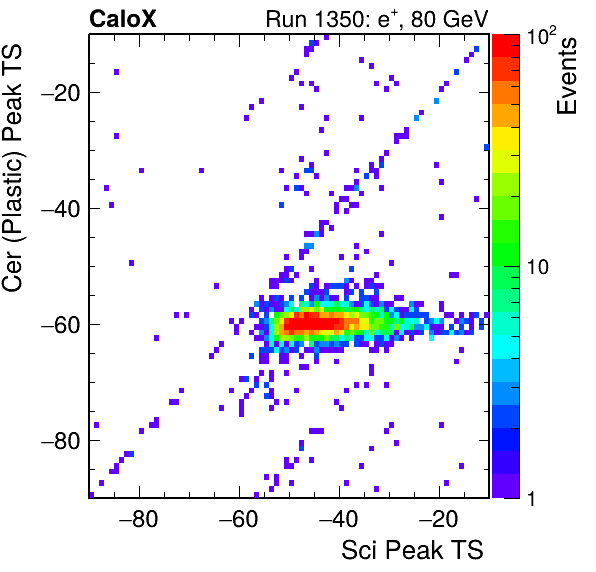 CaloX
Run 1350: e⁺, 80 GeV
Cer (Plastic) Peak TS
−20
−40
−60
−80
−80
−60
−40
−20
Sci Peak TS
10²
10
1
Events